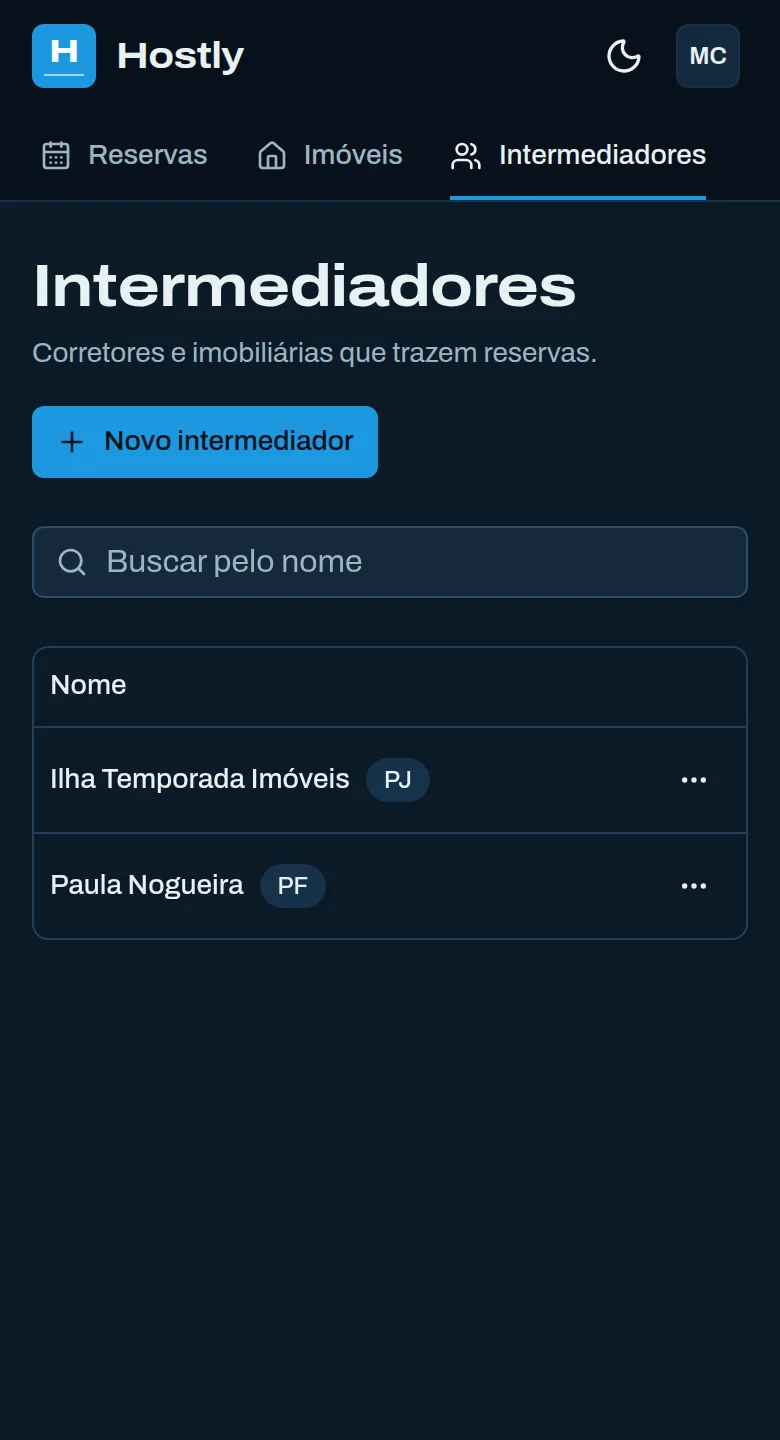 H Hostly MC
Reservas Imóveis Intermediadores
Intermediadores
Corretores e imobiliárias que trazem reservas.
Novo intermediador
Buscar pelo nome
Nome
Ilha Temporada Imóveis PJ
Paula Nogueira PF